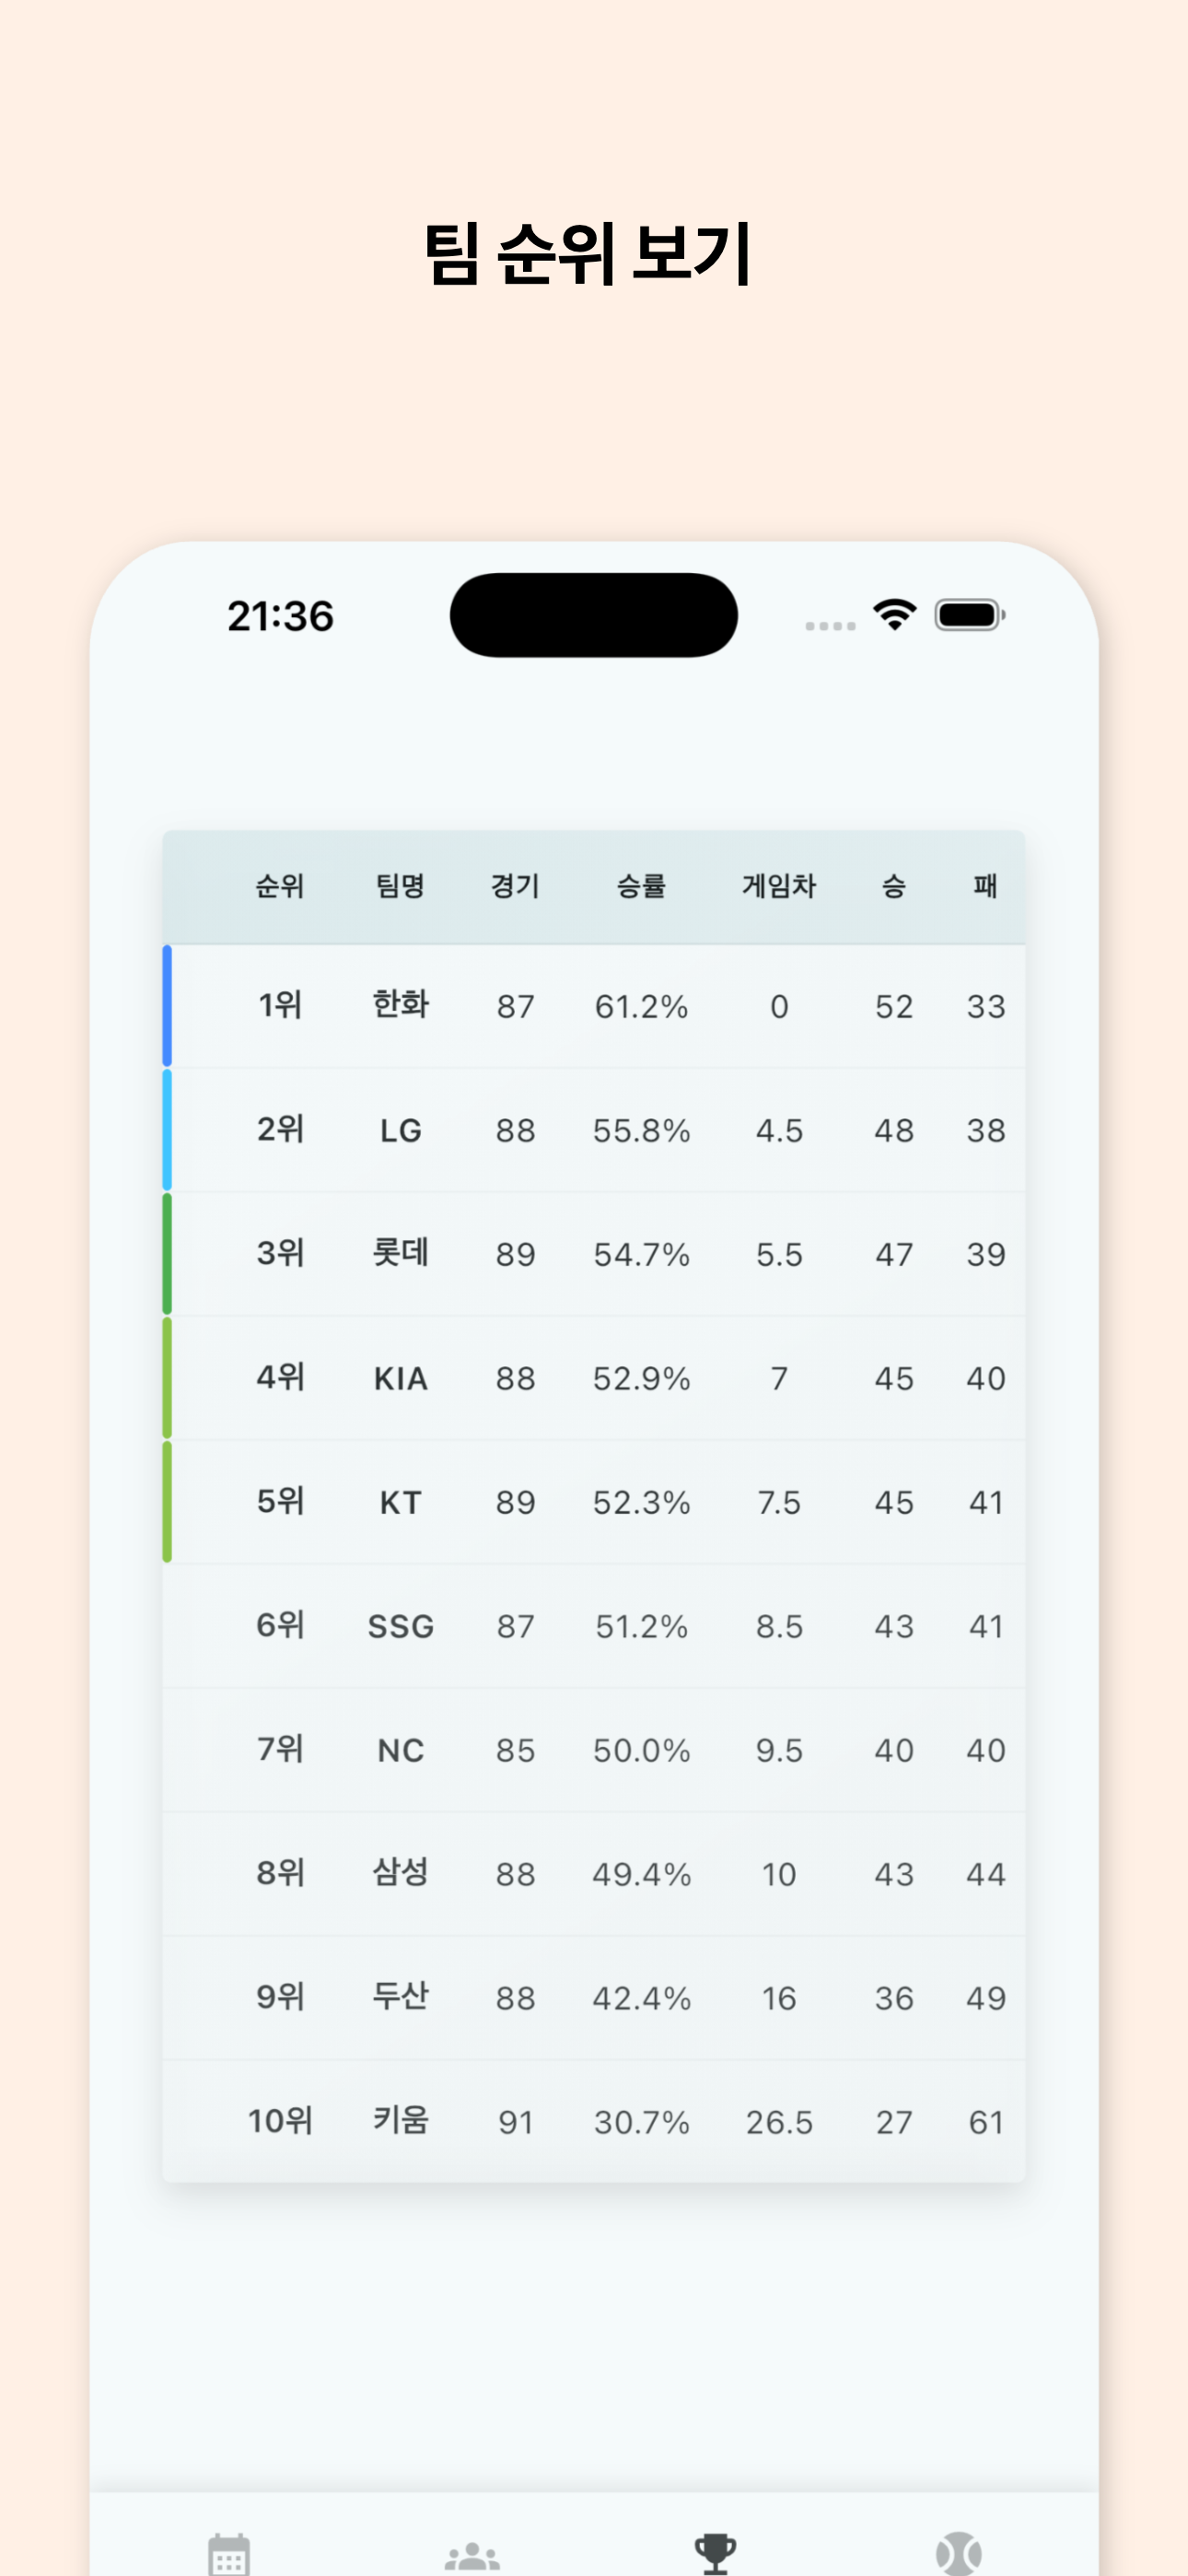 팀 순위 보기
21:36
순위 팀명 경기 승률 게임차 승 패
1위 한화 87 61.2% 0 52 33
2위 LG 88 55.8% 4.5 48 38
3위 롯데 89 54.7% 5.5 47 39
4위 KIA 88 52.9% 7 45 40
5위 KT 89 52.3% 7.5 45 41
6위 SSG 87 51.2% 8.5 43 41
7위 NC 85 50.0% 9.5 40 40
8위 삼성 88 49.4% 10 43 44
9위 두산 88 42.4% 16 36 49
10위 키움 91 30.7% 26.5 27 61